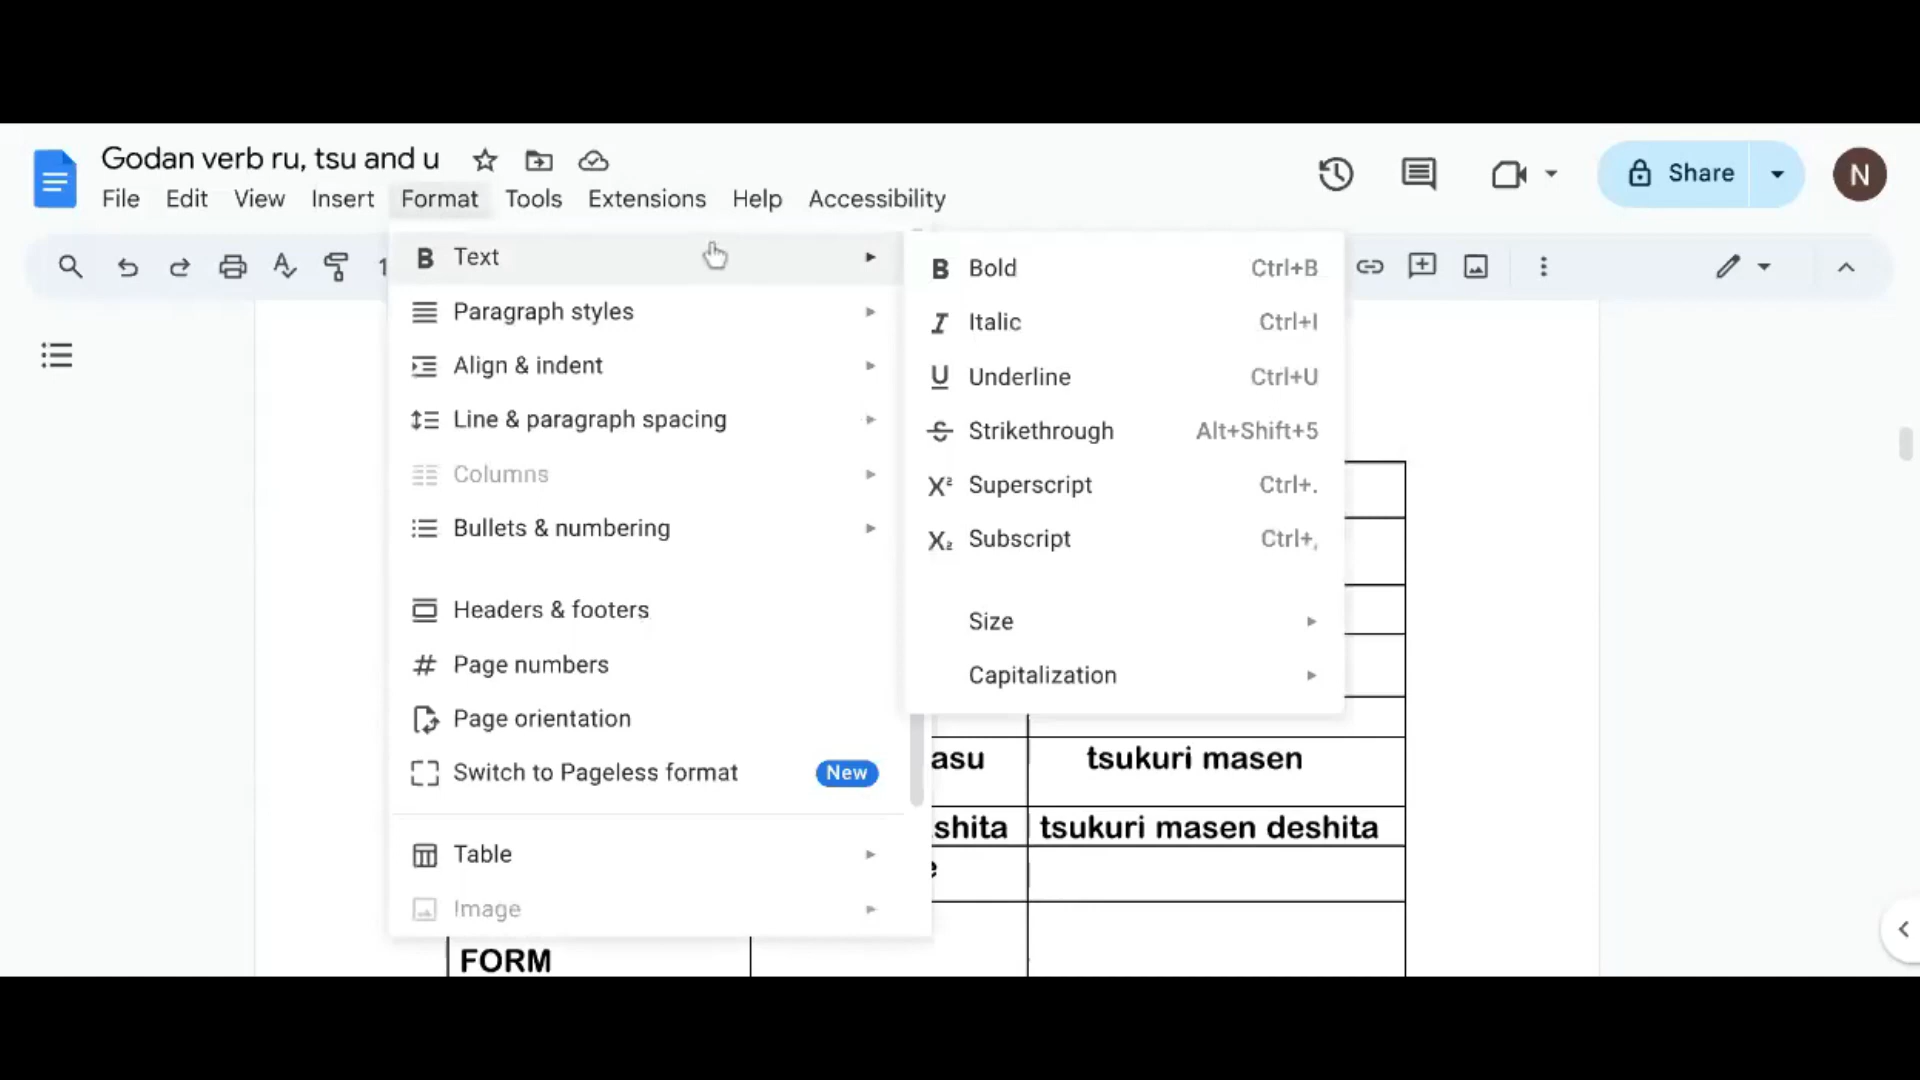 Godan verb ru, tsu and u
File Edit View Insert Format Tools Extensions Help Accessibility
Share
N
Text
Paragraph styles
Align & indent
Line & paragraph spacing
Columns
Bullets & numbering
Headers & footers
Page numbers
Page orientation
Switch to Pageless format New
Table
Image
B Bold Ctrl+B
I Italic Ctrl+I
U Underline Ctrl+U
S Strikethrough Alt+Shift+5
X² Superscript Ctrl+.
X₂ Subscript Ctrl+,
Size
Capitalization
asu tsukuri masen
shita tsukuri masen deshita
FORM